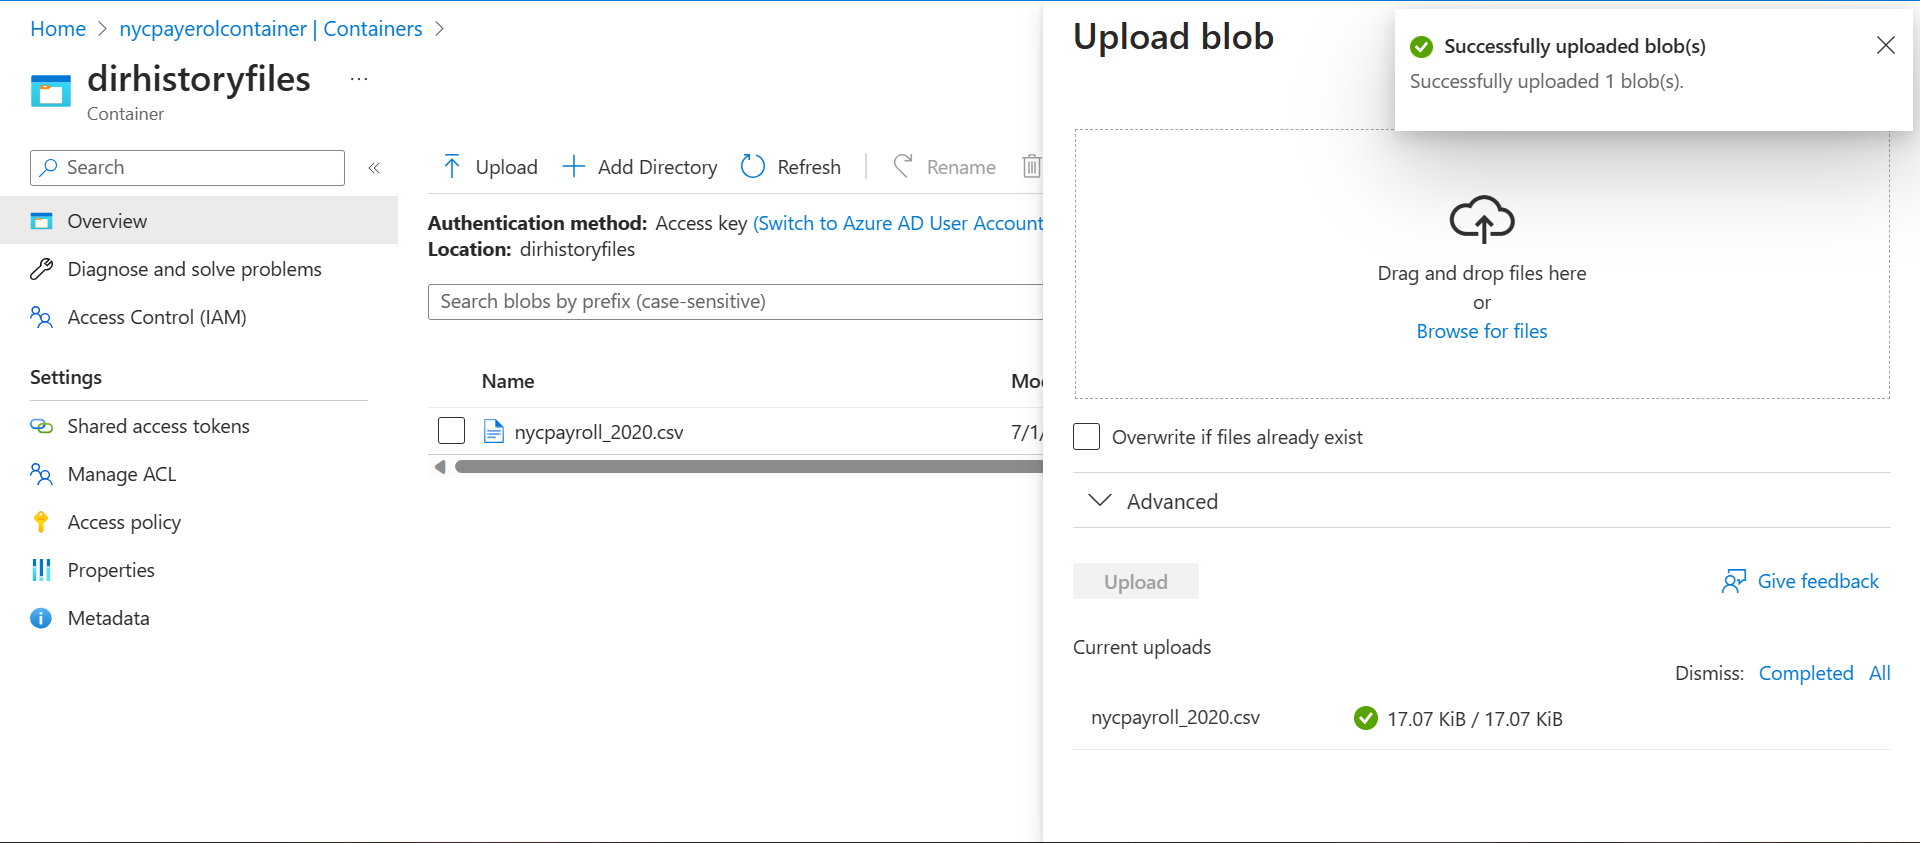 Home > nycpayerolcontainer | Containers >
dirhistoryfiles ...
Container
Search «
Overview
Diagnose and solve problems
Access Control (IAM)
Settings
Shared access tokens
Manage ACL
Access policy
Properties
Metadata
Upload Add Directory Refresh Rename
Authentication method: Access key (Switch to Azure AD User Account
Location: dirhistoryfiles
Search blobs by prefix (case-sensitive)
Name
nycpayroll_2020.csv 7/1/
Upload blob
Successfully uploaded blob(s)
Successfully uploaded 1 blob(s).
Drag and drop files here
or
Browse for files
Overwrite if files already exist
Advanced
Upload
Give feedback
Current uploads
Dismiss: Completed All
nycpayroll_2020.csv 17.07 KiB / 17.07 KiB